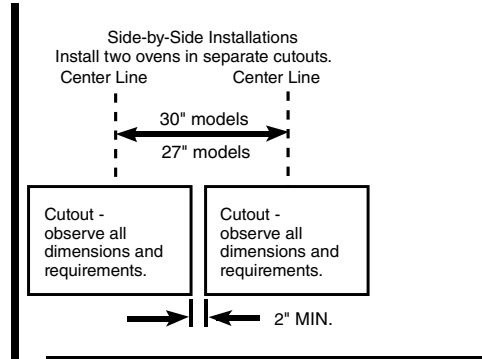 Side-by-Side Installations
Install two ovens in separate cutouts.
Center Line Center Line
30" models
27" models
Cutout -
observe all
dimensions and
requirements.
Cutout -
observe all
dimensions and
requirements.
2" MIN.